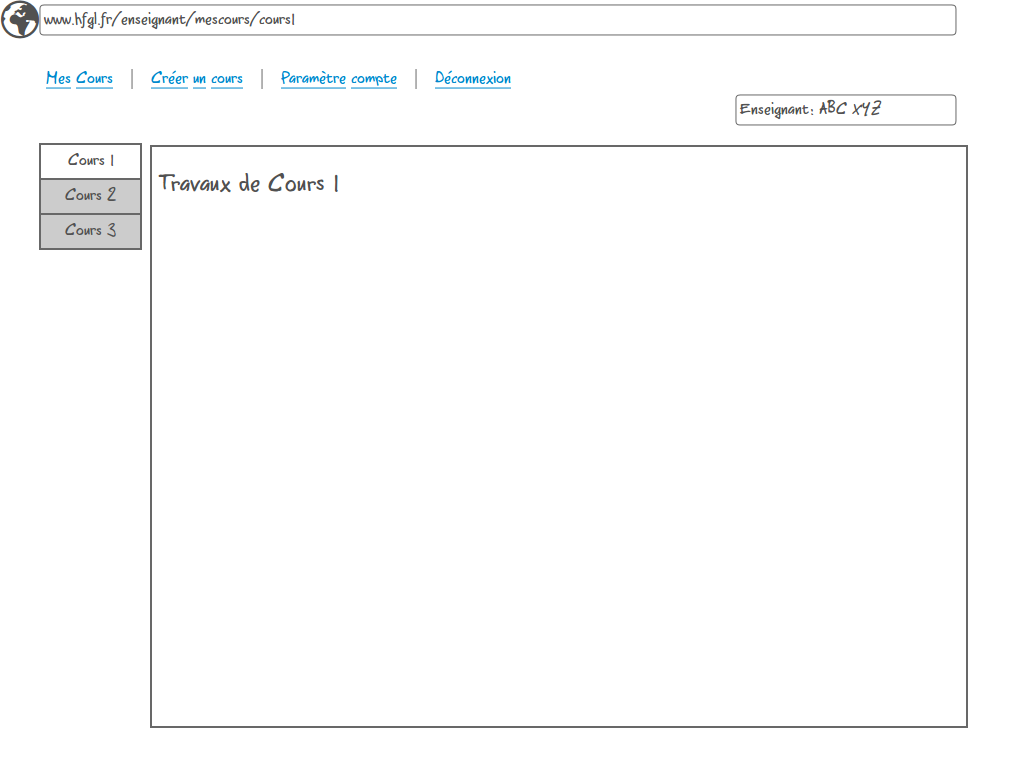 www.hfgl.fr/enseignant/mescours/cours1
Mes Cours | Créer un cours | Paramètre compte | Déconnexion
Enseignant: ABC XYZ
Cours 1
Cours 2
Cours 3
Travaux de Cours 1